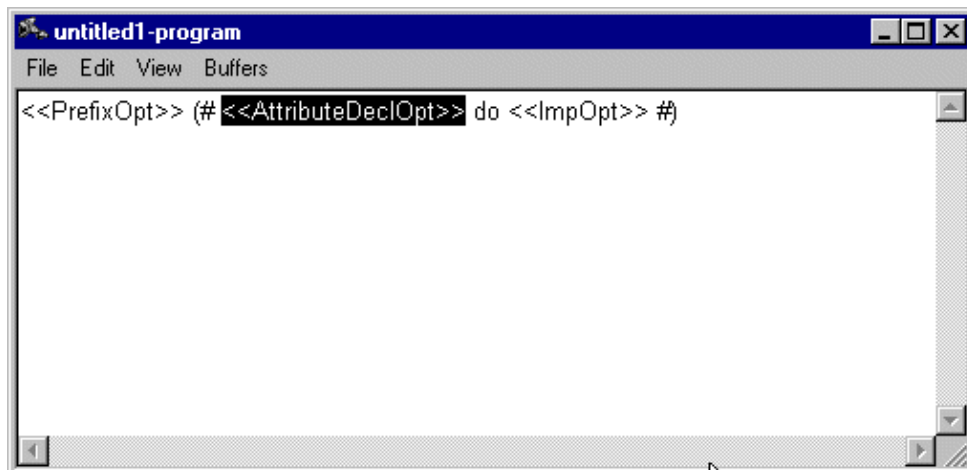 untitled1-program
File Edit View Buffers
<<PrefixOpt>> (# <<AttributeDeclOpt>> do <<ImpOpt>> #)